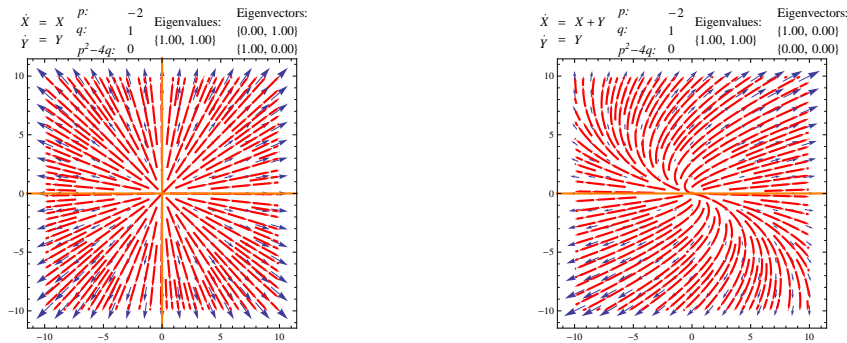 Ẋ = X p: −2 Eigenvalues: Eigenvectors:
Ẏ = Y q: 1 {1.00, 1.00} {0.00, 1.00}
p²−4q: 0 {1.00, 0.00}
10
5
0
−5
−10
−10 −5 0 5 10
Ẋ = X + Y p: −2 Eigenvalues: Eigenvectors:
Ẏ = Y q: 1 {1.00, 1.00} {1.00, 0.00}
p²−4q: 0 {0.00, 0.00}
10
5
0
−5
−10
−10 −5 0 5 10